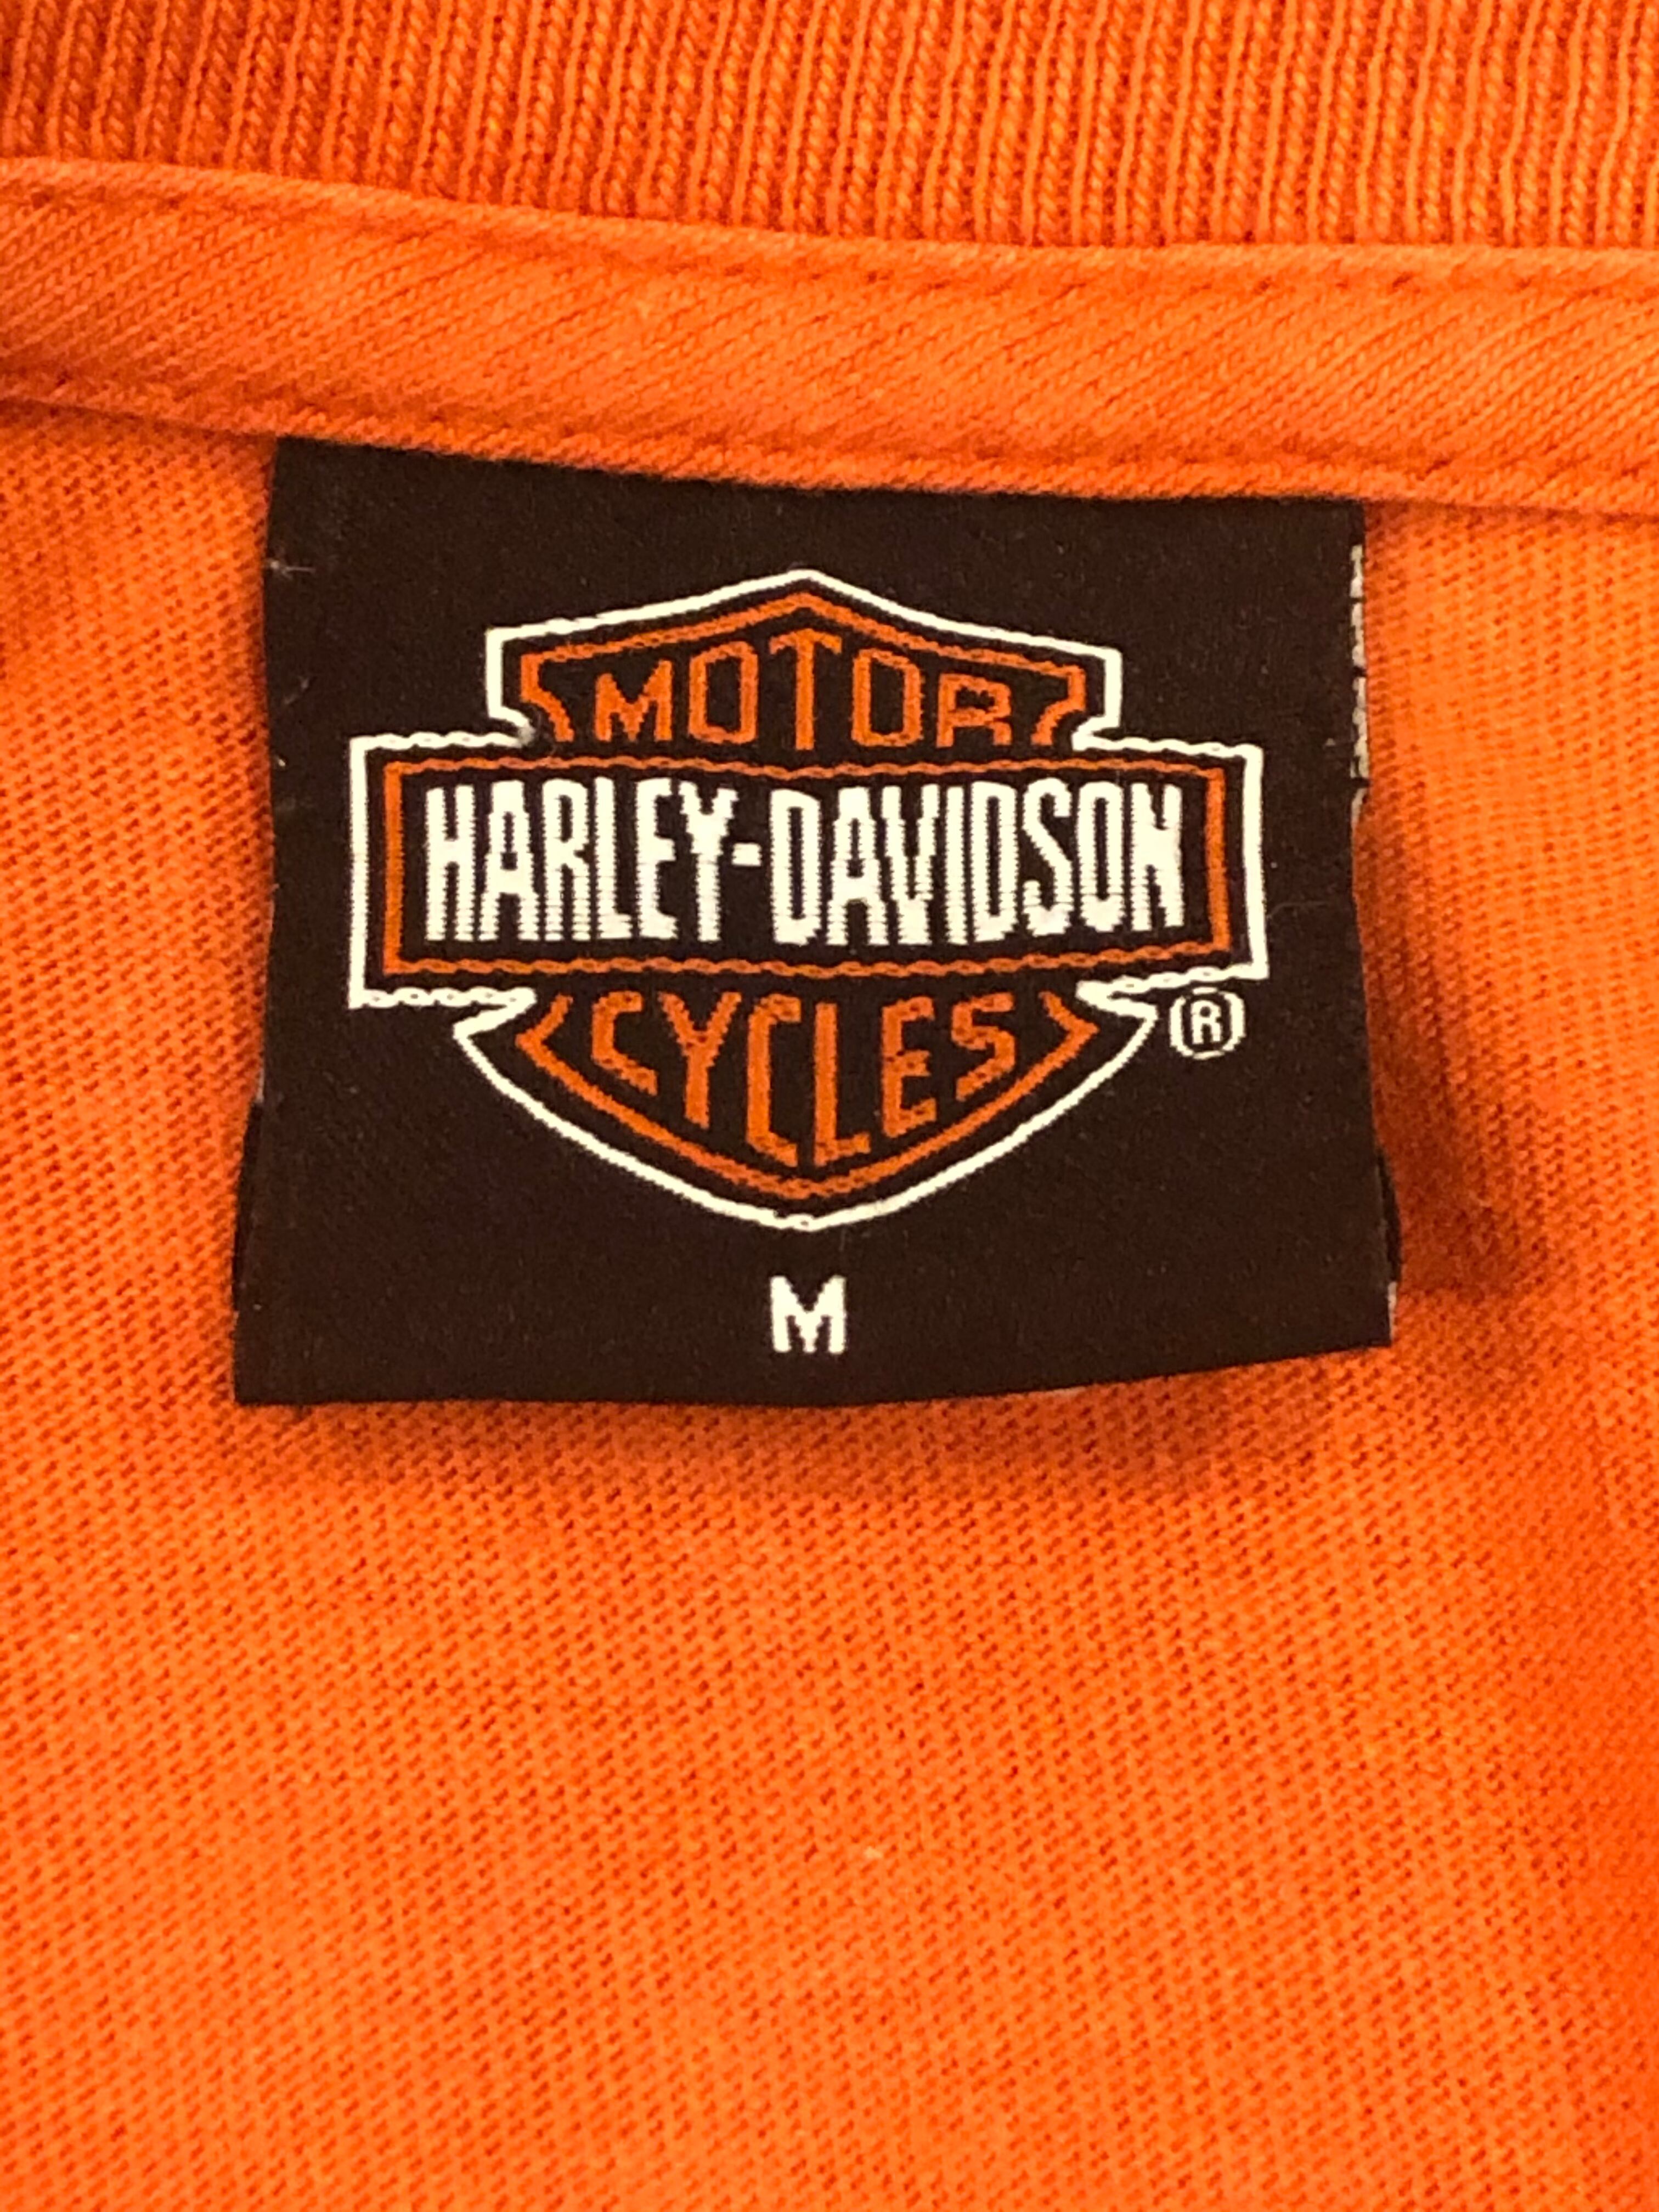 MOTOR
HARLEY-DAVIDSON
CYCLES
®
M